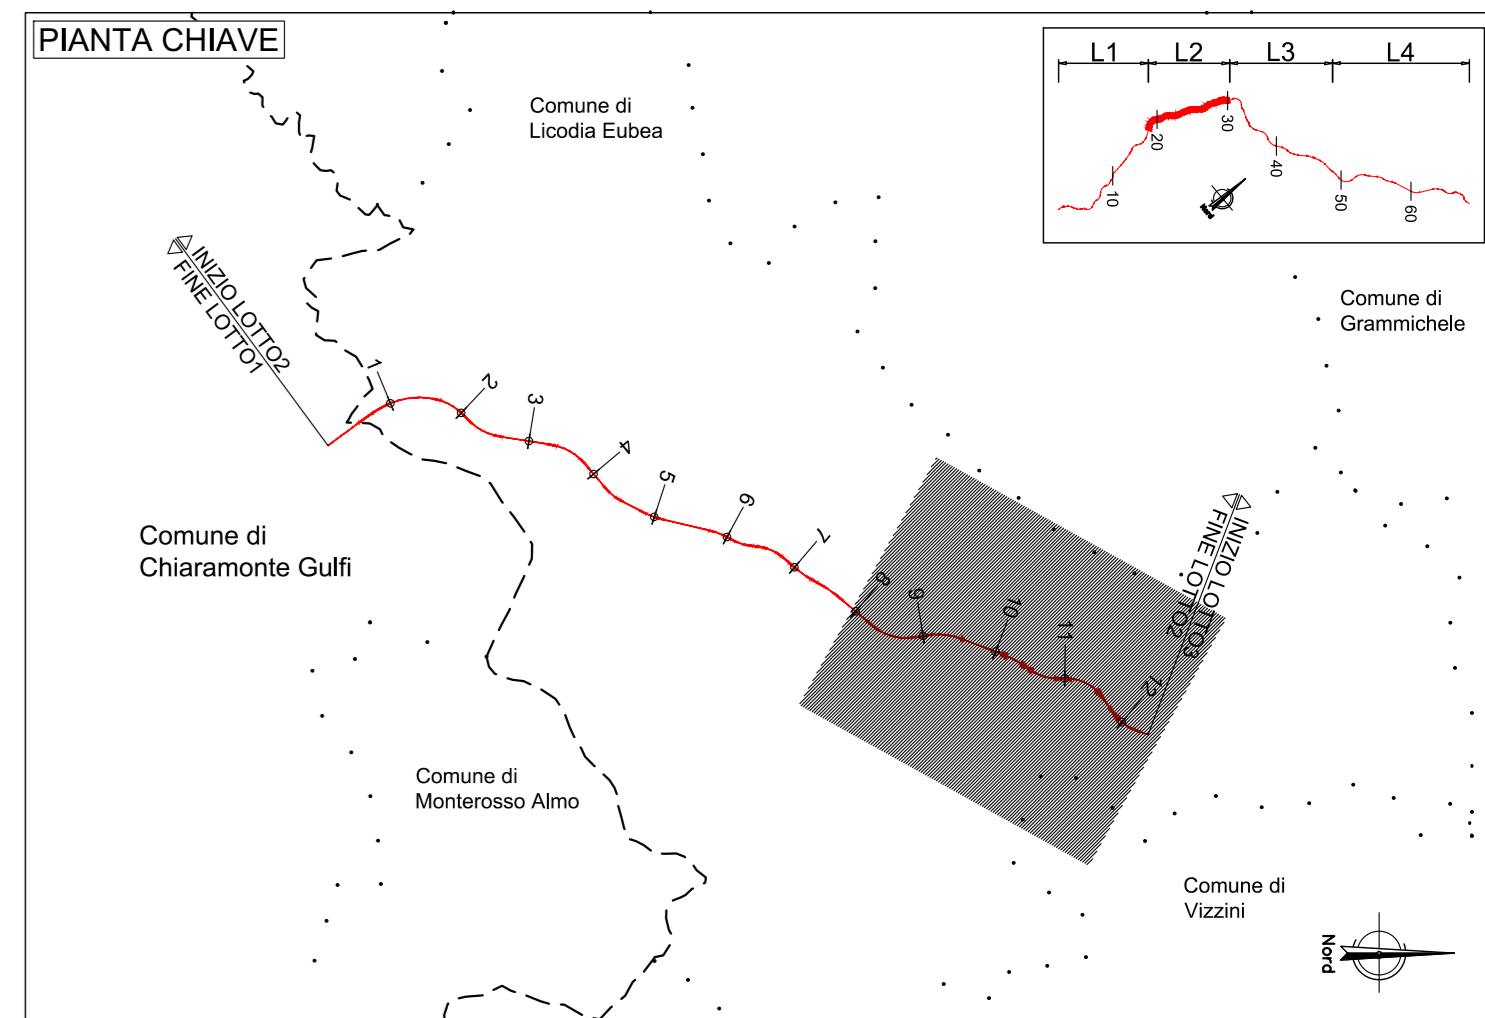 PIANTA CHIAVE
L1
L2
L3
L4
10
20
30
40
50
60
Nord
Comune di
Licodia Eubea
Comune di
Grammichele
INIZIO LOTTO2
FINE LOTTO1
1
2
3
4
5
6
7
8
9
10
11
12
INIZIO LOTTO3
FINE LOTTO2
Comune di
Chiaramonte Gulfi
Comune di
Monterosso Almo
Comune di
Vizzini
Nord